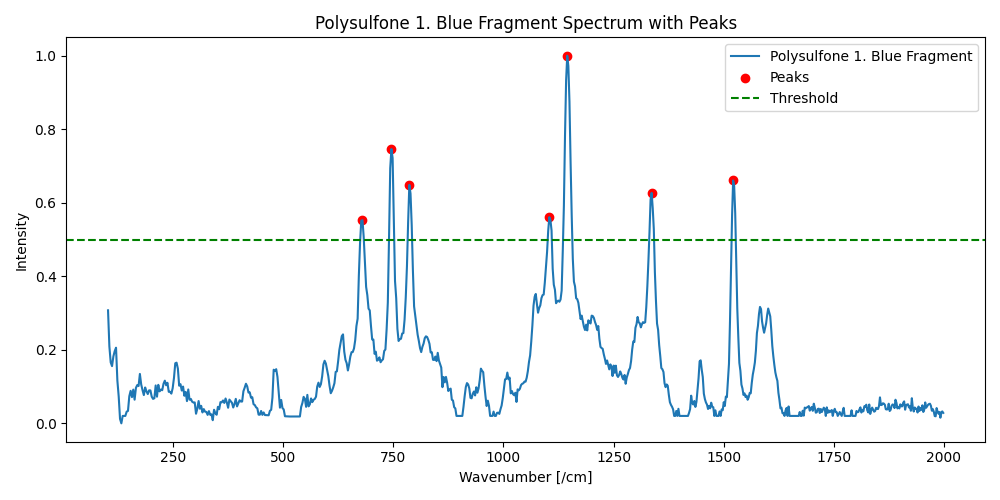 Polysulfone 1. Blue Fragment Spectrum with Peaks
Polysulfone 1. Blue Fragment
Peaks
Threshold
1.0
0.8
0.6
0.4
0.2
0.0
Intensity
250 500 750 1000 1250 1500 1750 2000
Wavenumber [/cm]